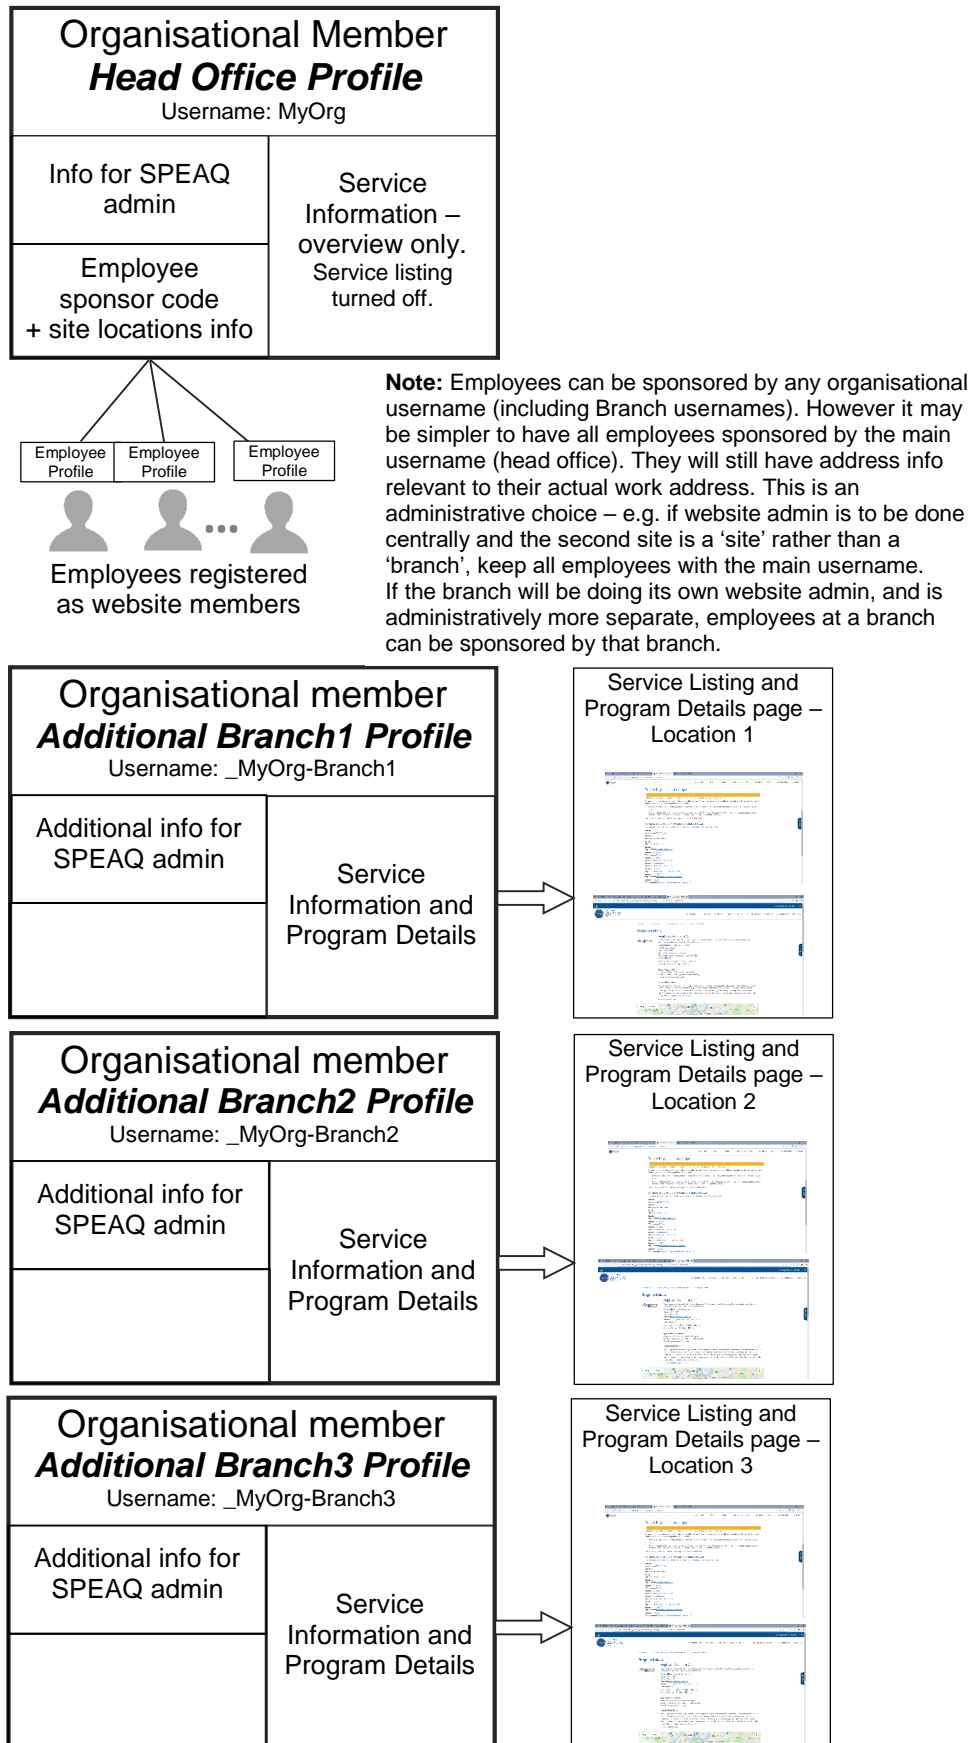 Organisational Member
Head Office Profile
Username: MyOrg
Info for SPEAQ
admin
Employee
sponsor code
+ site locations info
Service
Information –
overview only.
Service listing
turned off.
Employee
Profile
Employee
Profile
Employee
Profile
Employees registered
as website members
Note: Employees can be sponsored by any organisational
username (including Branch usernames). However it may
be simpler to have all employees sponsored by the main
username (head office). They will still have address info
relevant to their actual work address. This is an
administrative choice – e.g. if website admin is to be done
centrally and the second site is a ‘site’ rather than a
‘branch’, keep all employees with the main username.
If the branch will be doing its own website admin, and is
administratively more separate, employees at a branch
can be sponsored by that branch.
Organisational member
Additional Branch1 Profile
Username: _MyOrg-Branch1
Additional info for
SPEAQ admin
Service
Information and
Program Details
Service Listing and
Program Details page –
Location 1
Organisational member
Additional Branch2 Profile
Username: _MyOrg-Branch2
Additional info for
SPEAQ admin
Service
Information and
Program Details
Service Listing and
Program Details page –
Location 2
Organisational member
Additional Branch3 Profile
Username: _MyOrg-Branch3
Additional info for
SPEAQ admin
Service
Information and
Program Details
Service Listing and
Program Details page –
Location 3